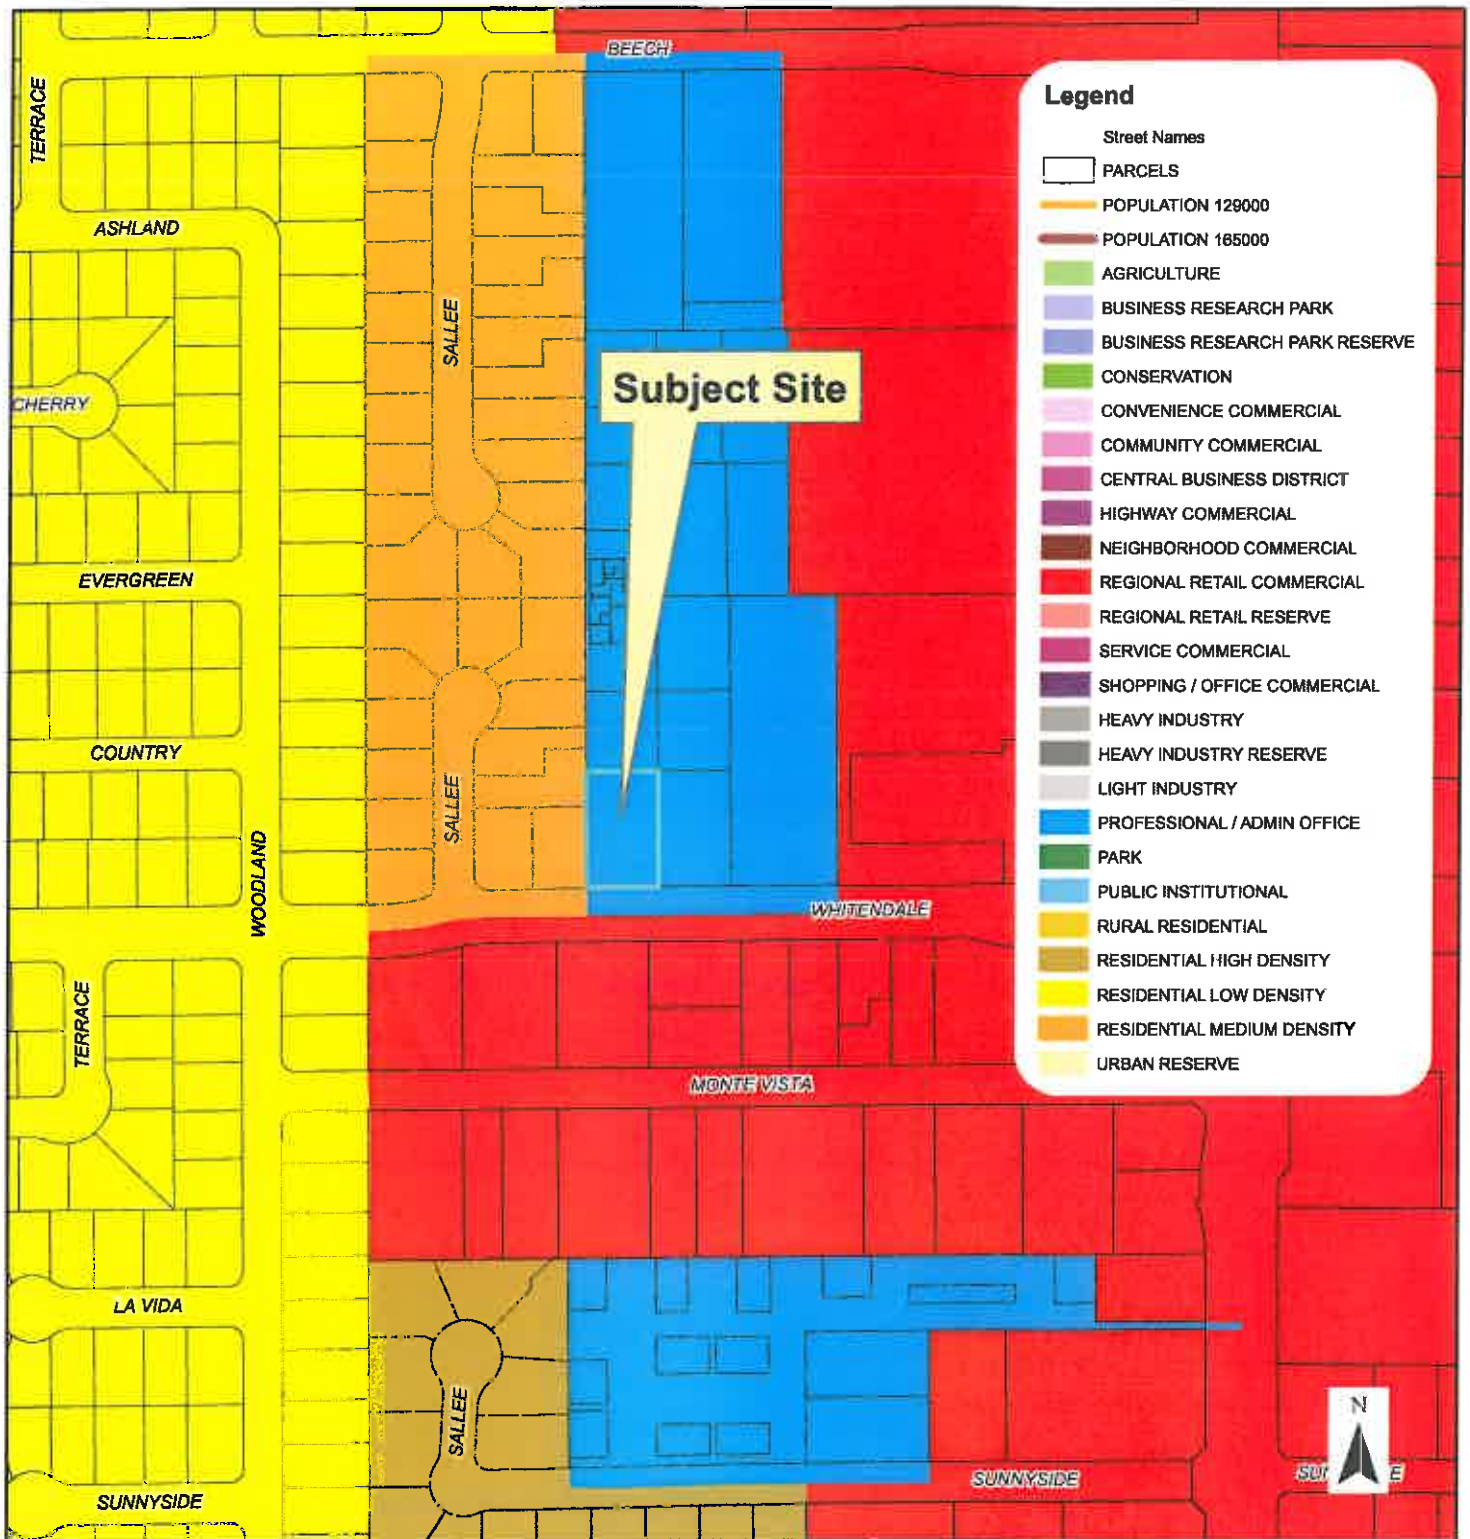 BEECH
TERRACE
ASHLAND
SALLEE
CHERRY
Subject Site
EVERGREEN
COUNTRY
SALLEE
WOODLAND
WHITENDALE
TERRACE
MONTE VISTA
LA VIDA
SALLEE
SUNNYSIDE
SUNNYSIDE
Legend
Street Names
PARCELS
POPULATION 129000
POPULATION 165000
AGRICULTURE
BUSINESS RESEARCH PARK
BUSINESS RESEARCH PARK RESERVE
CONSERVATION
CONVENIENCE COMMERCIAL
COMMUNITY COMMERCIAL
CENTRAL BUSINESS DISTRICT
HIGHWAY COMMERCIAL
NEIGHBORHOOD COMMERCIAL
REGIONAL RETAIL COMMERCIAL
REGIONAL RETAIL RESERVE
SERVICE COMMERCIAL
SHOPPING / OFFICE COMMERCIAL
HEAVY INDUSTRY
HEAVY INDUSTRY RESERVE
LIGHT INDUSTRY
PROFESSIONAL / ADMIN OFFICE
PARK
PUBLIC INSTITUTIONAL
RURAL RESIDENTIAL
RESIDENTIAL HIGH DENSITY
RESIDENTIAL LOW DENSITY
RESIDENTIAL MEDIUM DENSITY
URBAN RESERVE
N